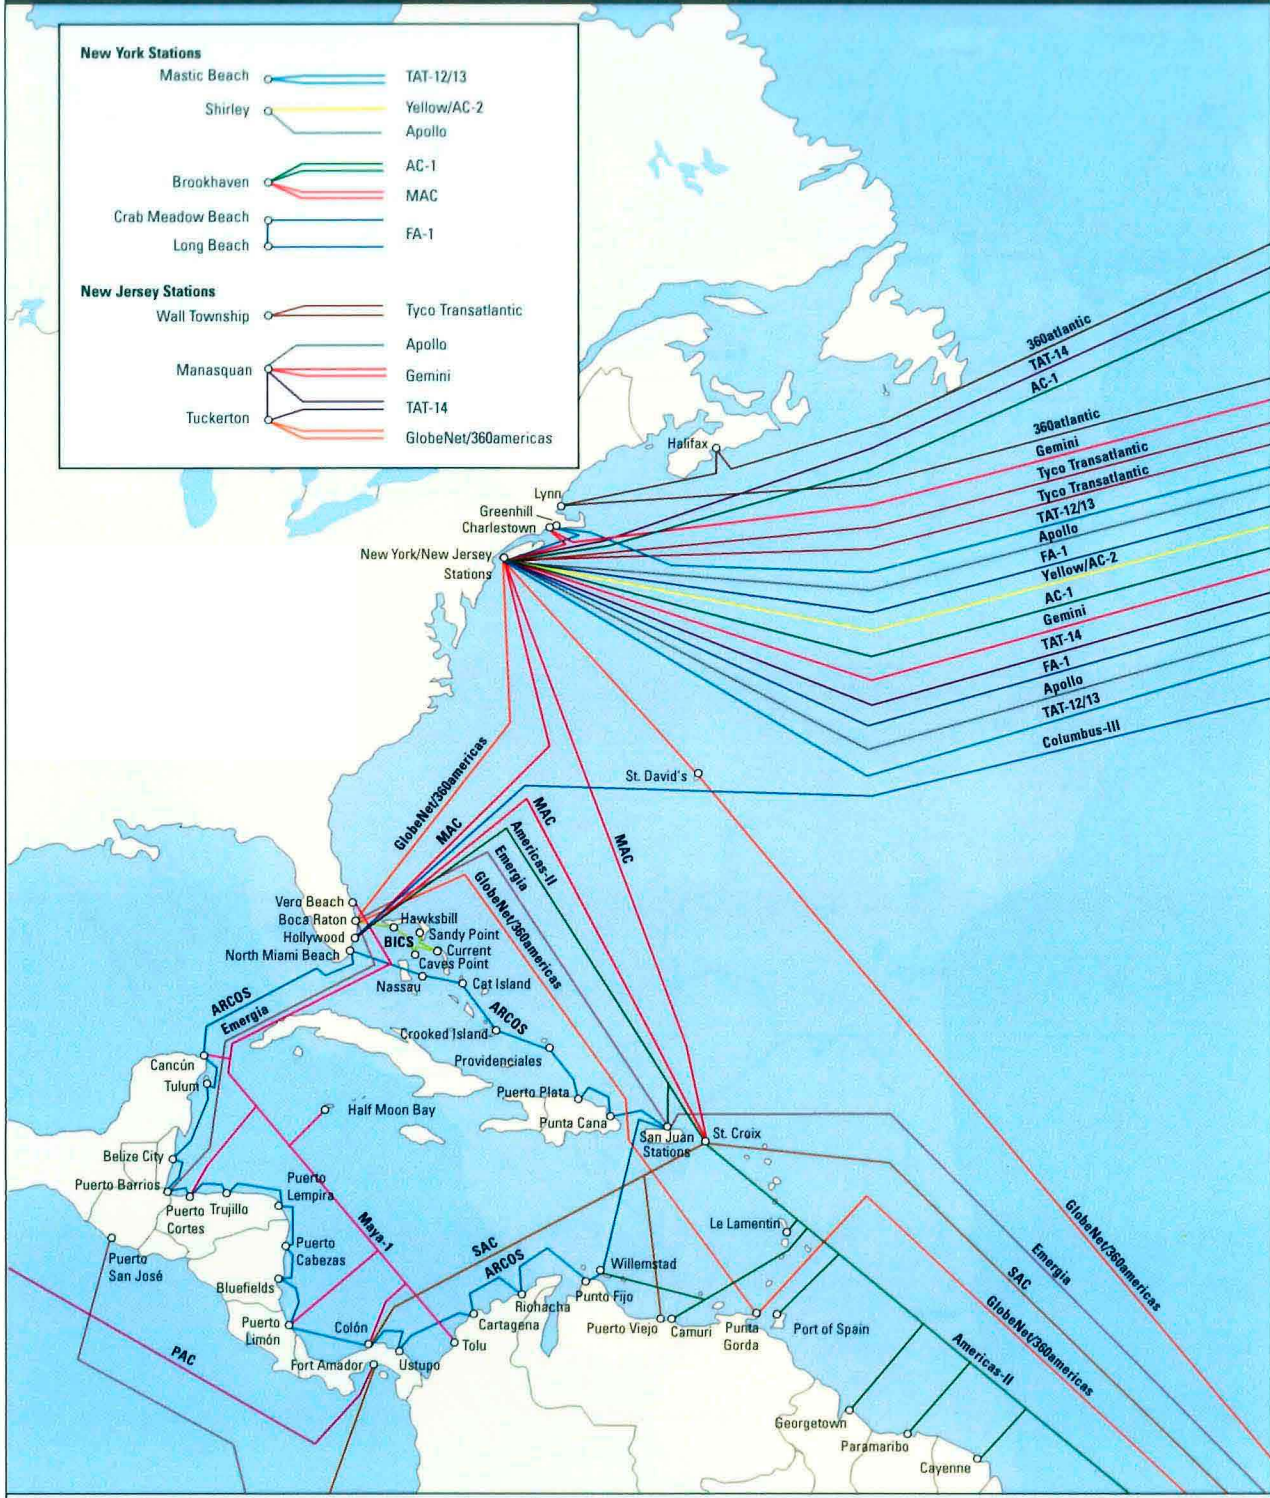 New York Stations
Mastic Beach
TAT-12/13
Shirley
Yellow/AC-2
Apollo
AC-1
Brookhaven
MAC
Crab Meadow Beach
FA-1
Long Beach
New Jersey Stations
Wall Township
Tyco Transatlantic
Apollo
Manasquan
Gemini
TAT-14
Tuckerton
GlobeNet/360americas
360atlantic
TAT-14
AC-1
360atlantic
Gemini
Tyco Transatlantic
Tyco Transatlantic
TAT-12/13
Apollo
FA-1
Yellow/AC-2
AC-1
Gemini
TAT-14
FA-1
Apollo
TAT-12/13
Columbus-III
Halifax
Lynn
Greenhill
Charlestown
New York/New Jersey
Stations
St. David's
GlobeNet/360americas
MAC
MAC
MAC
Americas-II
Emergia
GlobeNet/360americas
Vero Beach
Boca Raton
Hollywood
North Miami Beach
Hawksbill
Sandy Point
BICS
Current
Caves Point
Nassau
Cat Island
ARCOS
Emergia
ARCOS
Crooked Island
Providenciales
Cancún
Tulum
Puerto Plata
Half Moon Bay
Punta Cana
San Juan
Stations
St. Croix
Belize City
Puerto Barrios
Puerto
Cortes
Trujillo
Puerto
Lempira
Puerto
San José
Puerto
Cabezas
Maya-1
Le Lamentin
SAC
ARCOS
Willemstad
Bluefields
Riohacha
Punto Fijo
Puerto
Limón
Colón
Cartagena
Puerto Viejo
Camuri
Punta
Gorda
Port of Spain
Tolu
Fort Amador
Ustupo
PAC
GlobeNet/360americas
Emergia
SAC
GlobeNet/360americas
Americas-II
Georgetown
Paramaribo
Cayenne